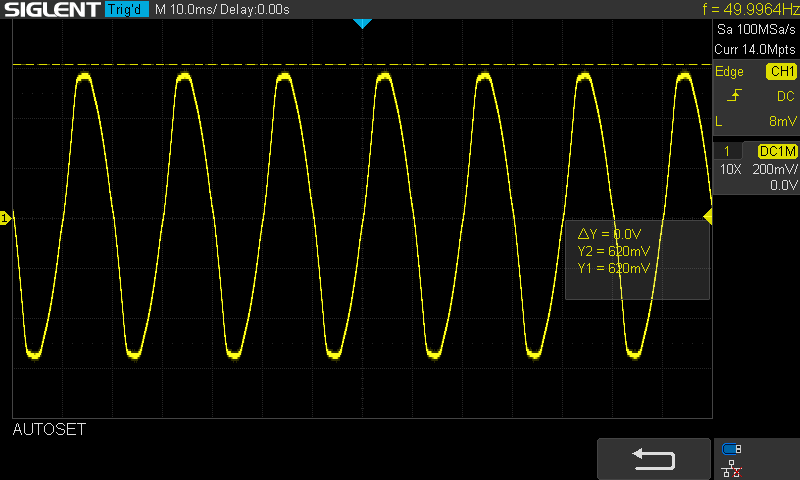 SIGLENT Trig'd M 10.0ms/ Delay:0.00s f = 49.9964Hz
Sa 100MSa/s
Curr 14.0Mpts
Edge CH1
DC
L 8mV
1 DC1M
10X 200mV/
0.0V
1
△Y = 0.0V
Y2 = 620mV
Y1 = 620mV
AUTOSET